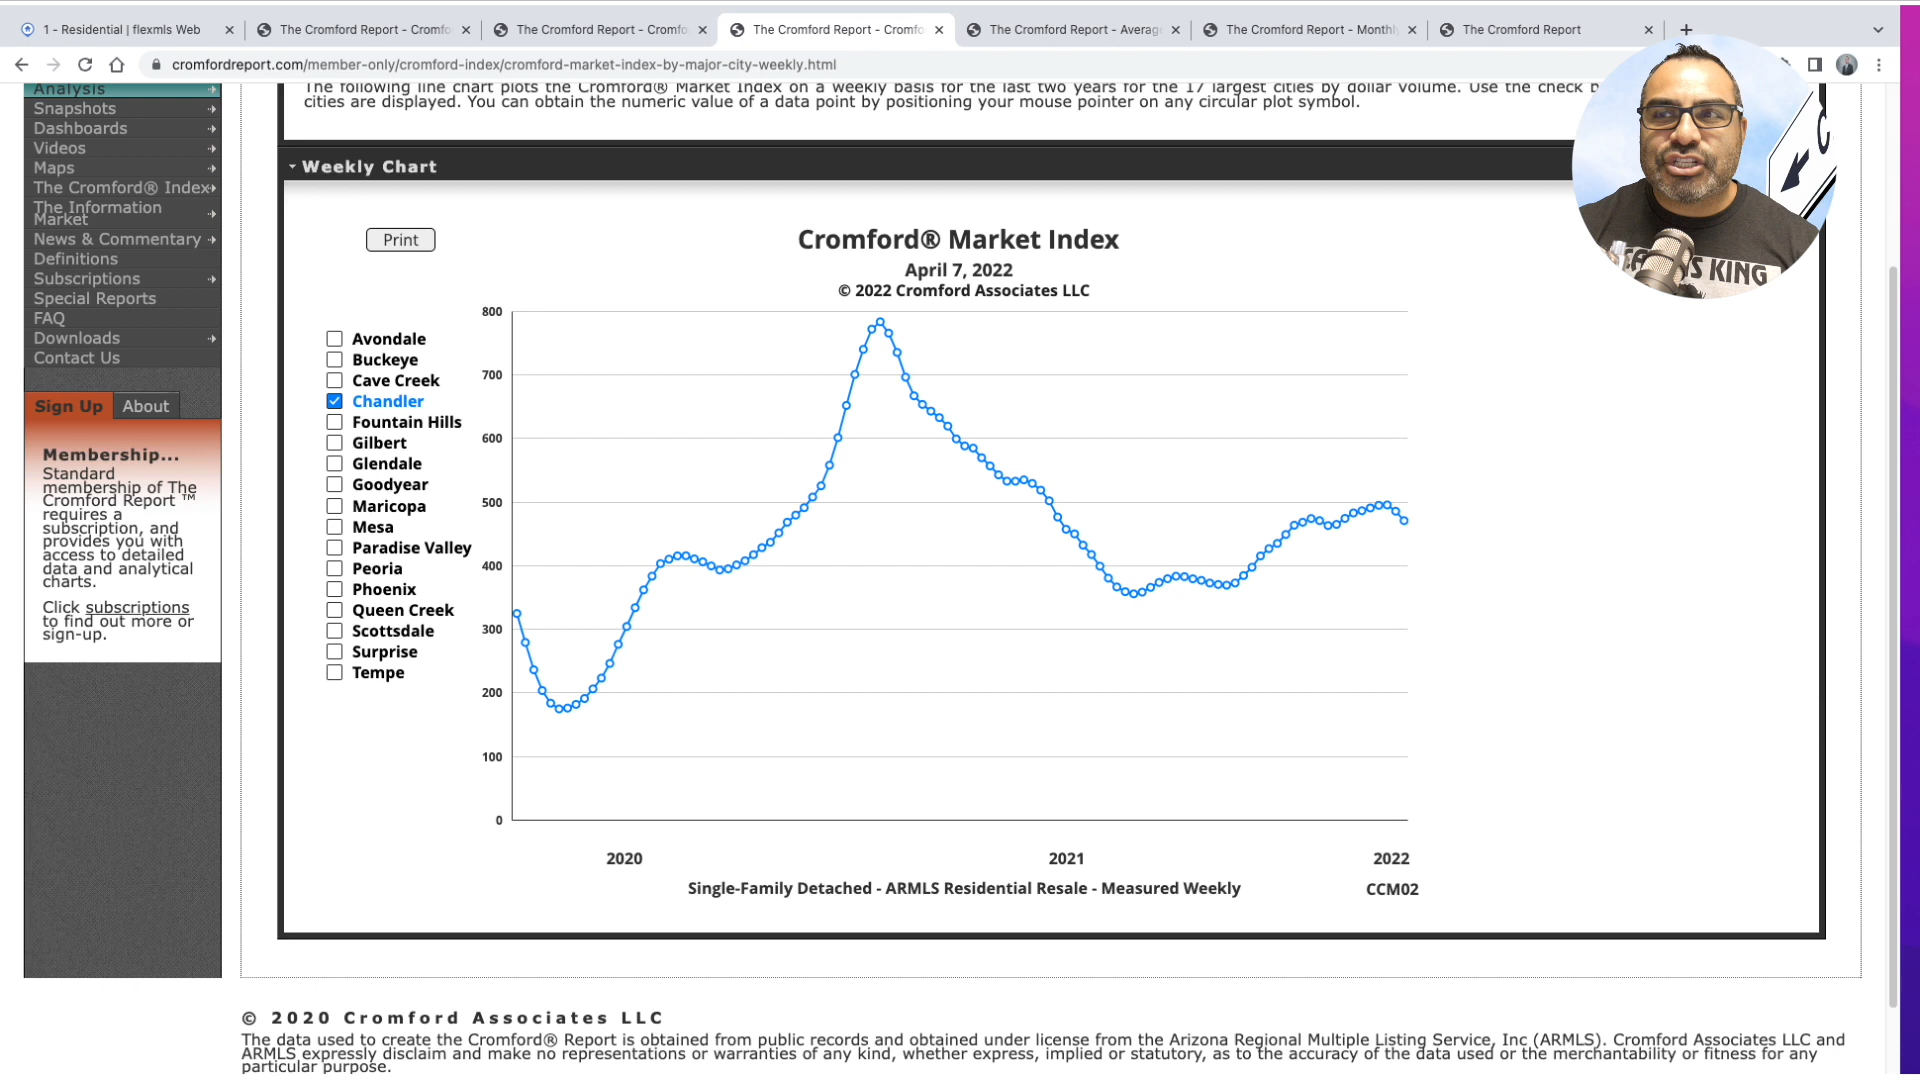 1 - Residential | flexmls Web
The Cromford Report - Cromfo
The Cromford Report - Cromfo
The Cromford Report - Cromfo
The Cromford Report - Averag
The Cromford Report - Monthl
The Cromford Report
cromfordreport.com/member-only/cromford-index/cromford-market-index-by-major-city-weekly.html
Analysis
Snapshots
Dashboards
Videos
Maps
The Cromford® Index
The Information
Market
News & Commentary
Definitions
Subscriptions
Special Reports
FAQ
Downloads
Contact Us
Sign Up
About
Membership...
Standard
membership of The
Cromford Report ™
requires a
subscription, and
provides you with
access to detailed
data and analytical
charts.
Click subscriptions
to find out more or
sign-up.
The following line chart plots the Cromford® Market Index on a weekly basis for the last two years for the 17 largest cities by dollar volume. Use the check
cities are displayed. You can obtain the numeric value of a data point by positioning your mouse pointer on any circular plot symbol.
Weekly Chart
Print
Cromford® Market Index
April 7, 2022
© 2022 Cromford Associates LLC
Avondale
Buckeye
Cave Creek
Chandler
Fountain Hills
Gilbert
Glendale
Goodyear
Maricopa
Mesa
Paradise Valley
Peoria
Phoenix
Queen Creek
Scottsdale
Surprise
Tempe
800
700
600
500
400
300
200
100
0
2020
2021
2022
Single-Family Detached - ARMLS Residential Resale - Measured Weekly
CCM02
IS KING
© 2020 Cromford Associates LLC
The data used to create the Cromford® Report is obtained from public records and obtained under license from the Arizona Regional Multiple Listing Service, Inc (ARMLS). Cromford Associates LLC and
ARMLS expressly disclaim and make no representations or warranties of any kind, whether express, implied or statutory, as to the accuracy of the data used or the merchantability or fitness for any
particular purpose.